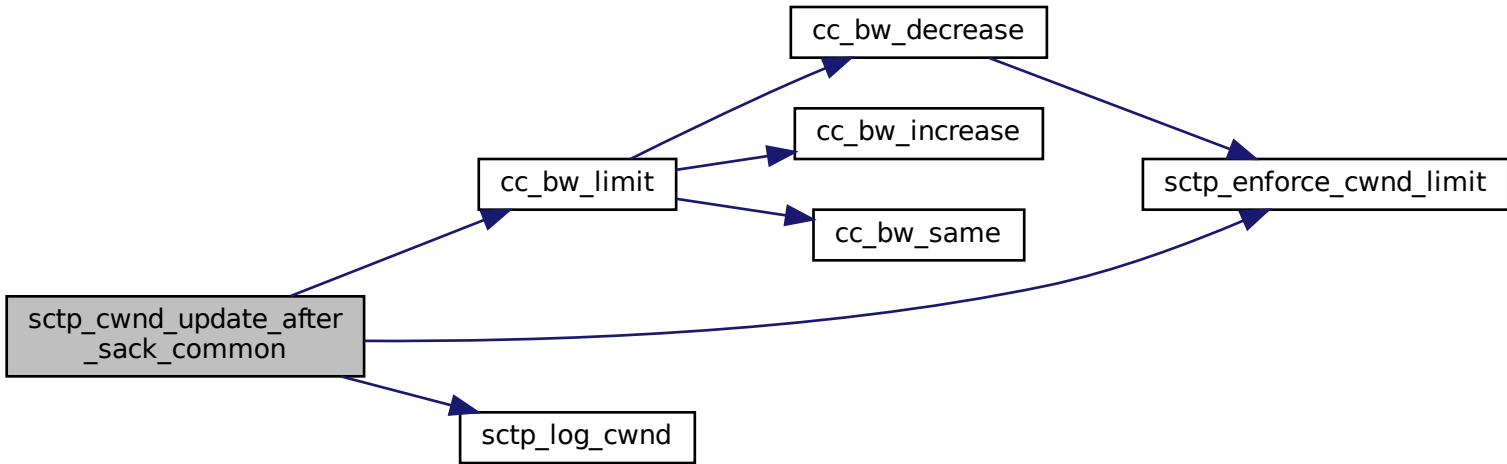 cc_bw_decrease
cc_bw_increase
cc_bw_limit
sctp_enforce_cwnd_limit
cc_bw_same
sctp_cwnd_update_after
_sack_common
sctp_log_cwnd